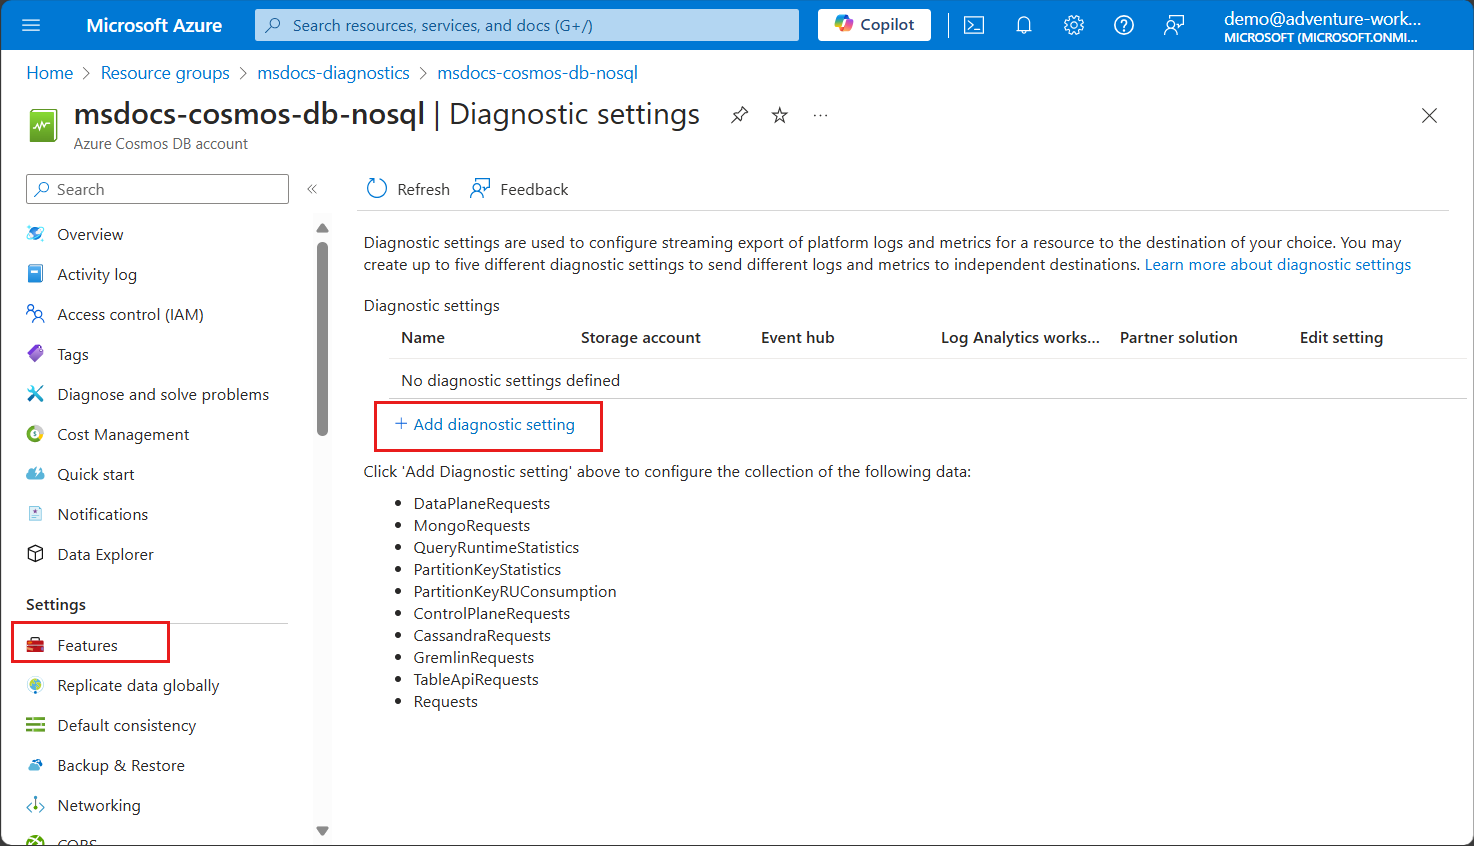 Microsoft Azure
Search resources, services, and docs (G+/)
Copilot
demo@adventure-work...
MICROSOFT (MICROSOFT.ONMI...
Home > Resource groups > msdocs-diagnostics > msdocs-cosmos-db-nosql
msdocs-cosmos-db-nosql | Diagnostic settings
Azure Cosmos DB account
Search
Overview
Activity log
Access control (IAM)
Tags
Diagnose and solve problems
Cost Management
Quick start
Notifications
Data Explorer
Settings
Features
Replicate data globally
Default consistency
Backup & Restore
Networking
CORS
Refresh
Feedback
Diagnostic settings are used to configure streaming export of platform logs and metrics for a resource to the destination of your choice. You may
create up to five different diagnostic settings to send different logs and metrics to independent destinations. Learn more about diagnostic settings
Diagnostic settings
Name Storage account Event hub Log Analytics works... Partner solution Edit setting
No diagnostic settings defined
+ Add diagnostic setting
Click 'Add Diagnostic setting' above to configure the collection of the following data:
• DataPlaneRequests
• MongoRequests
• QueryRuntimeStatistics
• PartitionKeyStatistics
• PartitionKeyRUConsumption
• ControlPlaneRequests
• CassandraRequests
• GremlinRequests
• TableApiRequests
• Requests